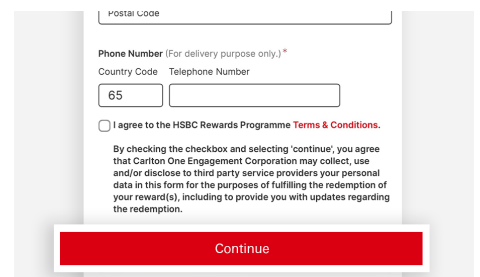 Postal Code
Phone Number (For delivery purpose only.)*
Country Code Telephone Number
65
I agree to the HSBC Rewards Programme Terms & Conditions.
By checking the checkbox and selecting 'continue', you agree
that Carlton One Engagement Corporation may collect, use
and/or disclose to third party service providers your personal
data in this form for the purposes of fulfilling the redemption of
your reward(s), including to provide you with updates regarding
the redemption.
Continue